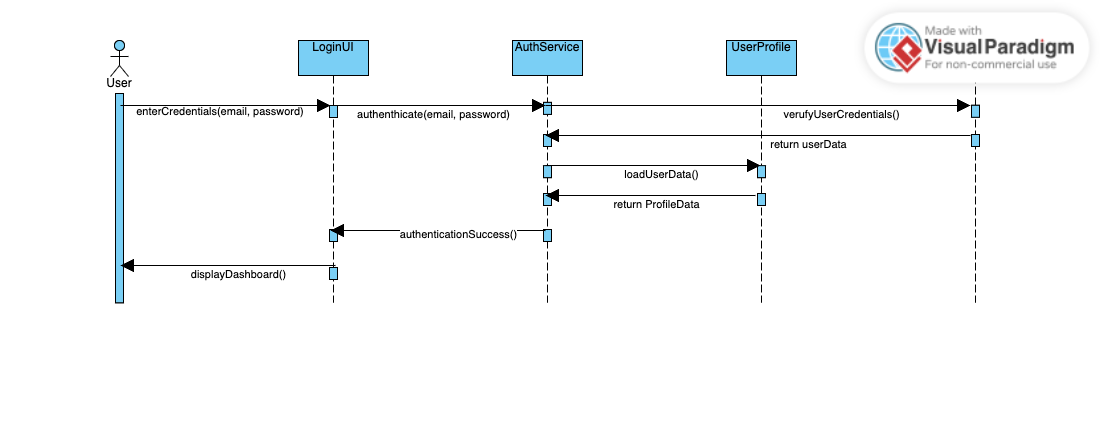 Made with
Visual Paradigm
For non-commercial use
LoginUI
AuthService
UserProfile
User
enterCredentials(email, password)
authenthicate(email, password)
verufyUserCredentials()
return userData
loadUserData()
return ProfileData
authenticationSuccess()
displayDashboard()